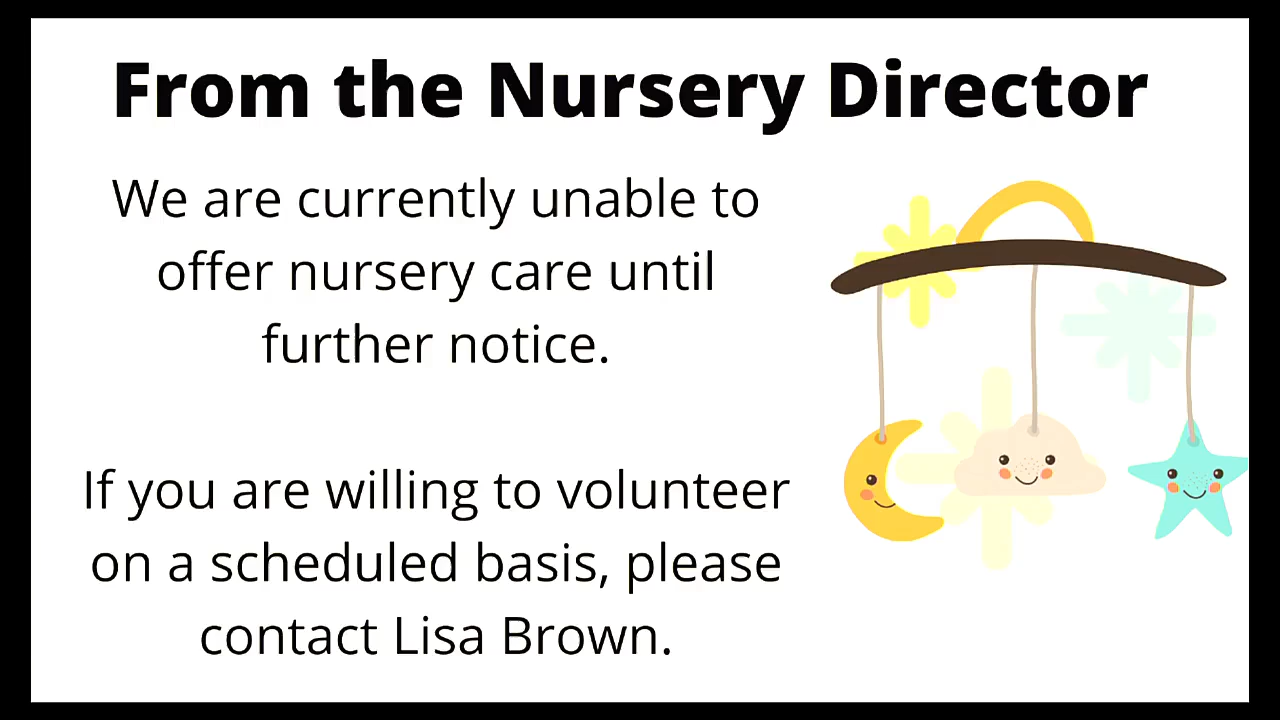 From the Nursery Director
We are currently unable to
offer nursery care until
further notice.
If you are willing to volunteer
on a scheduled basis, please
contact Lisa Brown.